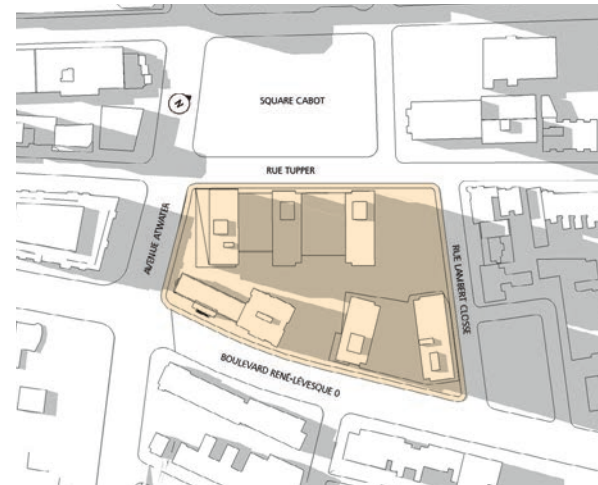 SQUARE CABOT
N
RUE TUPPER
AVENUE ATWATER
RUE LAMBERT CLOSSE
BOULEVARD RENÉ-LÉVESQUE O